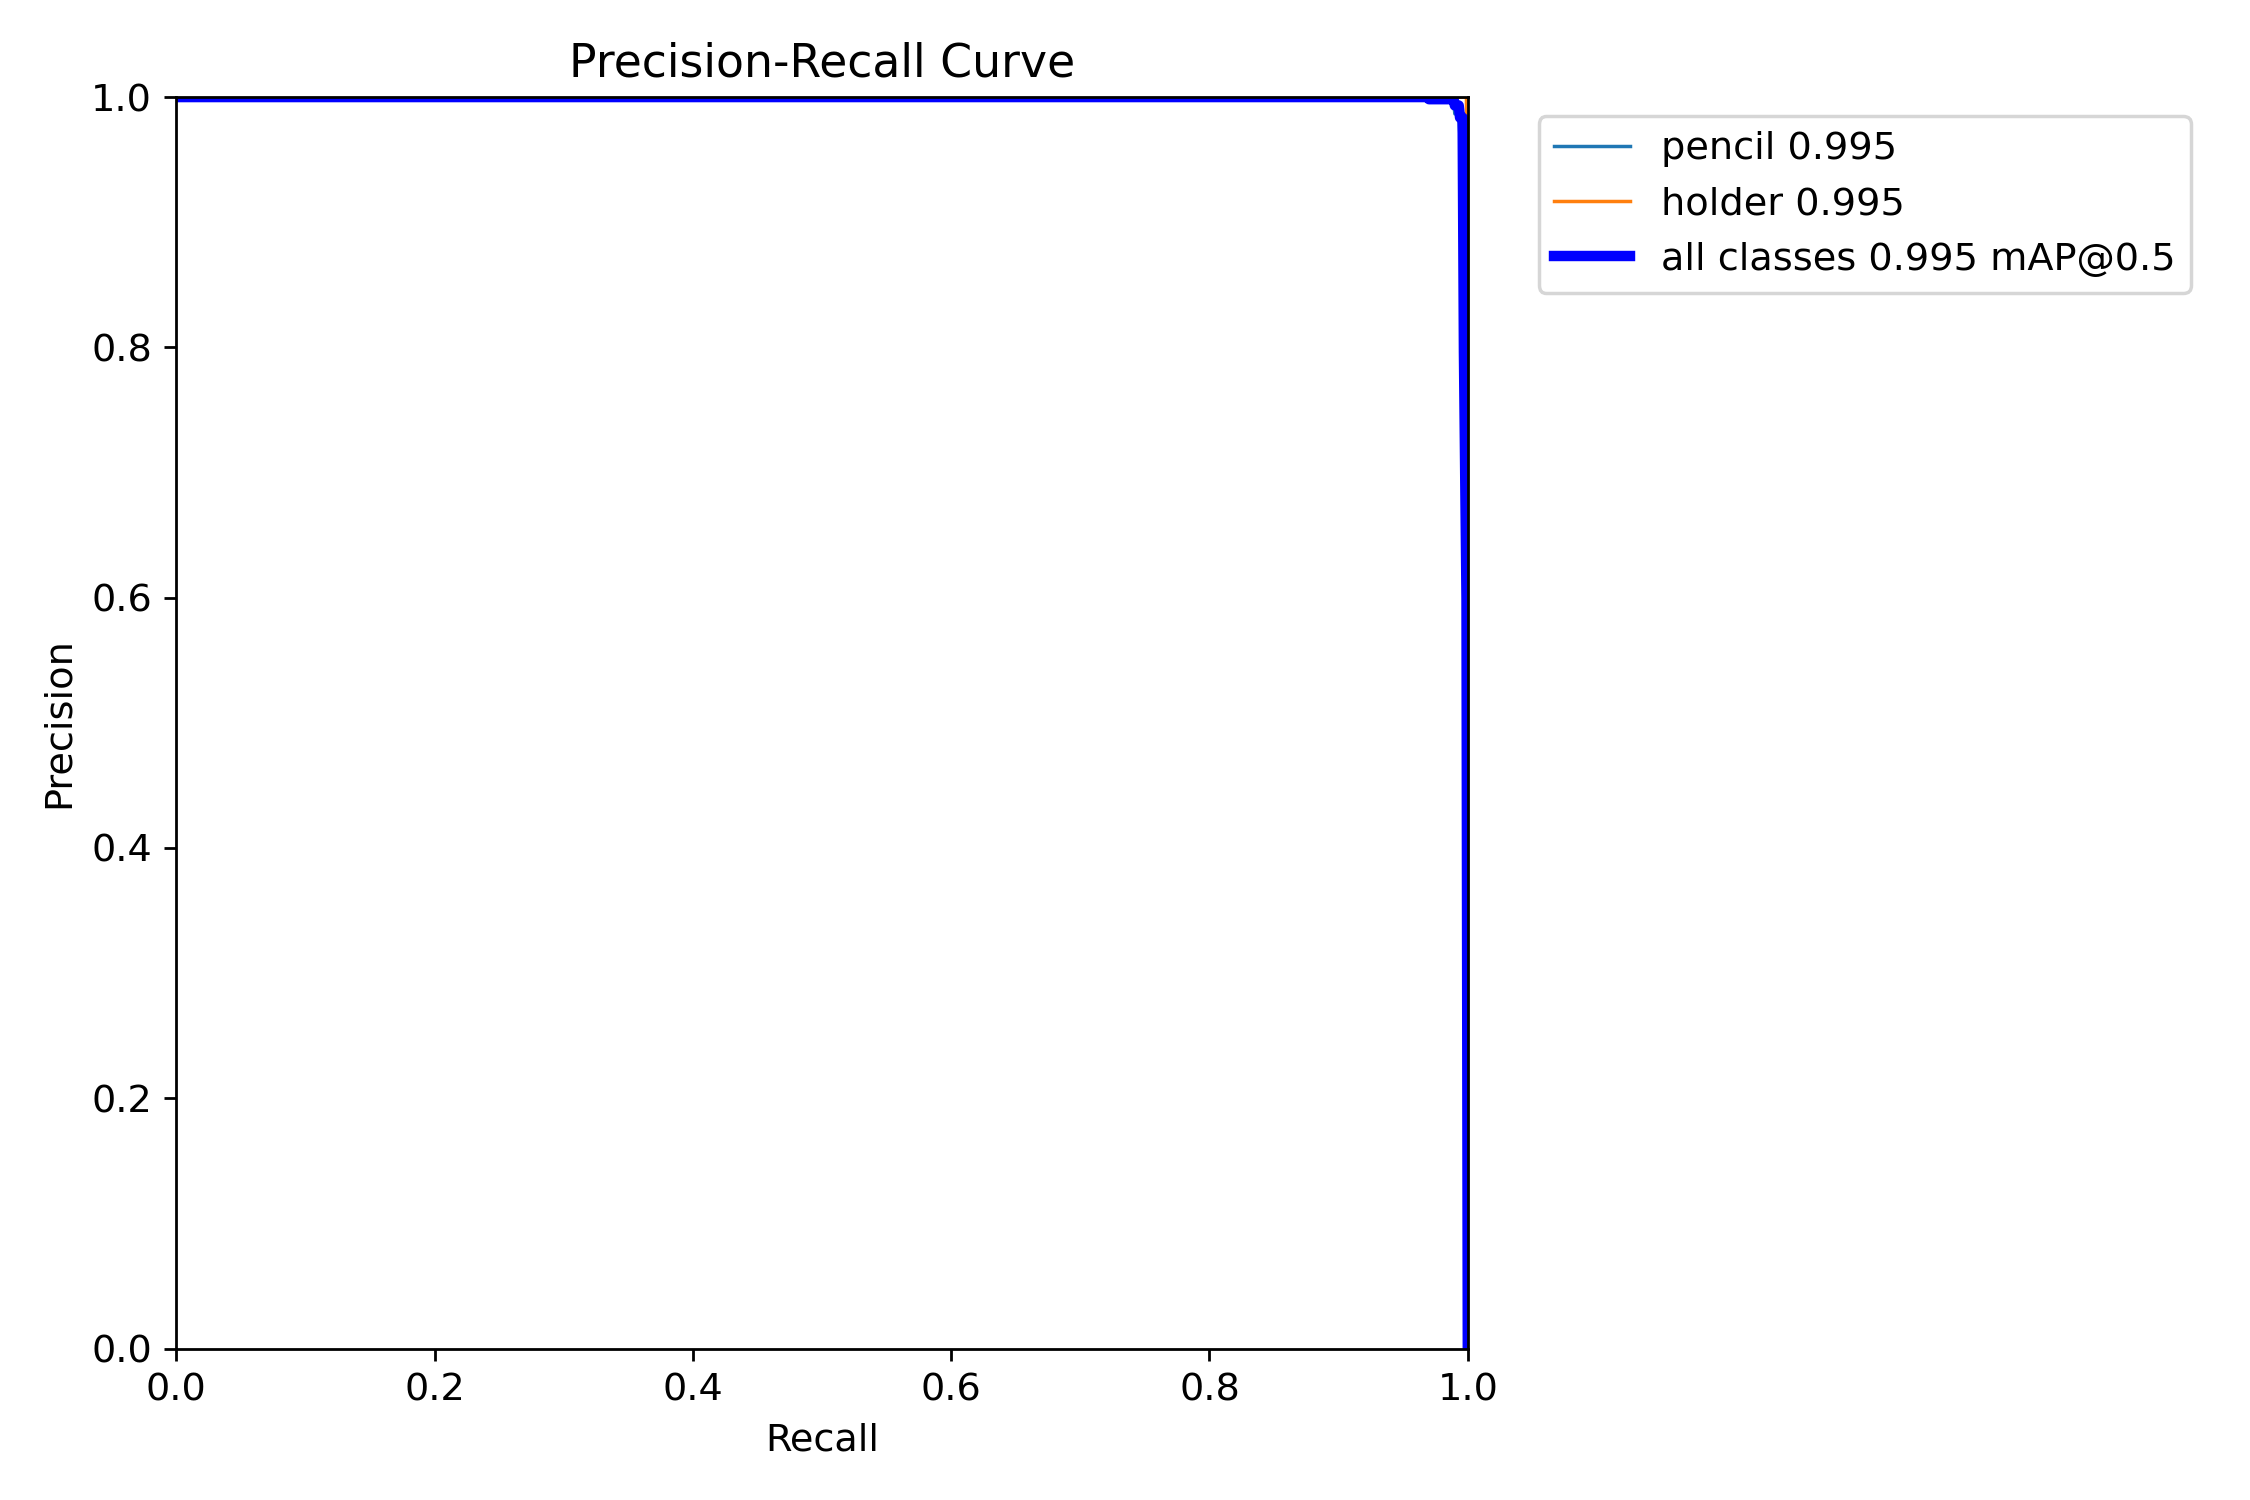 Precision-Recall Curve
pencil 0.995
holder 0.995
all classes 0.995 mAP@0.5
Precision
1.0
0.8
0.6
0.4
0.2
0.0
0.0 0.2 0.4 0.6 0.8 1.0
Recall